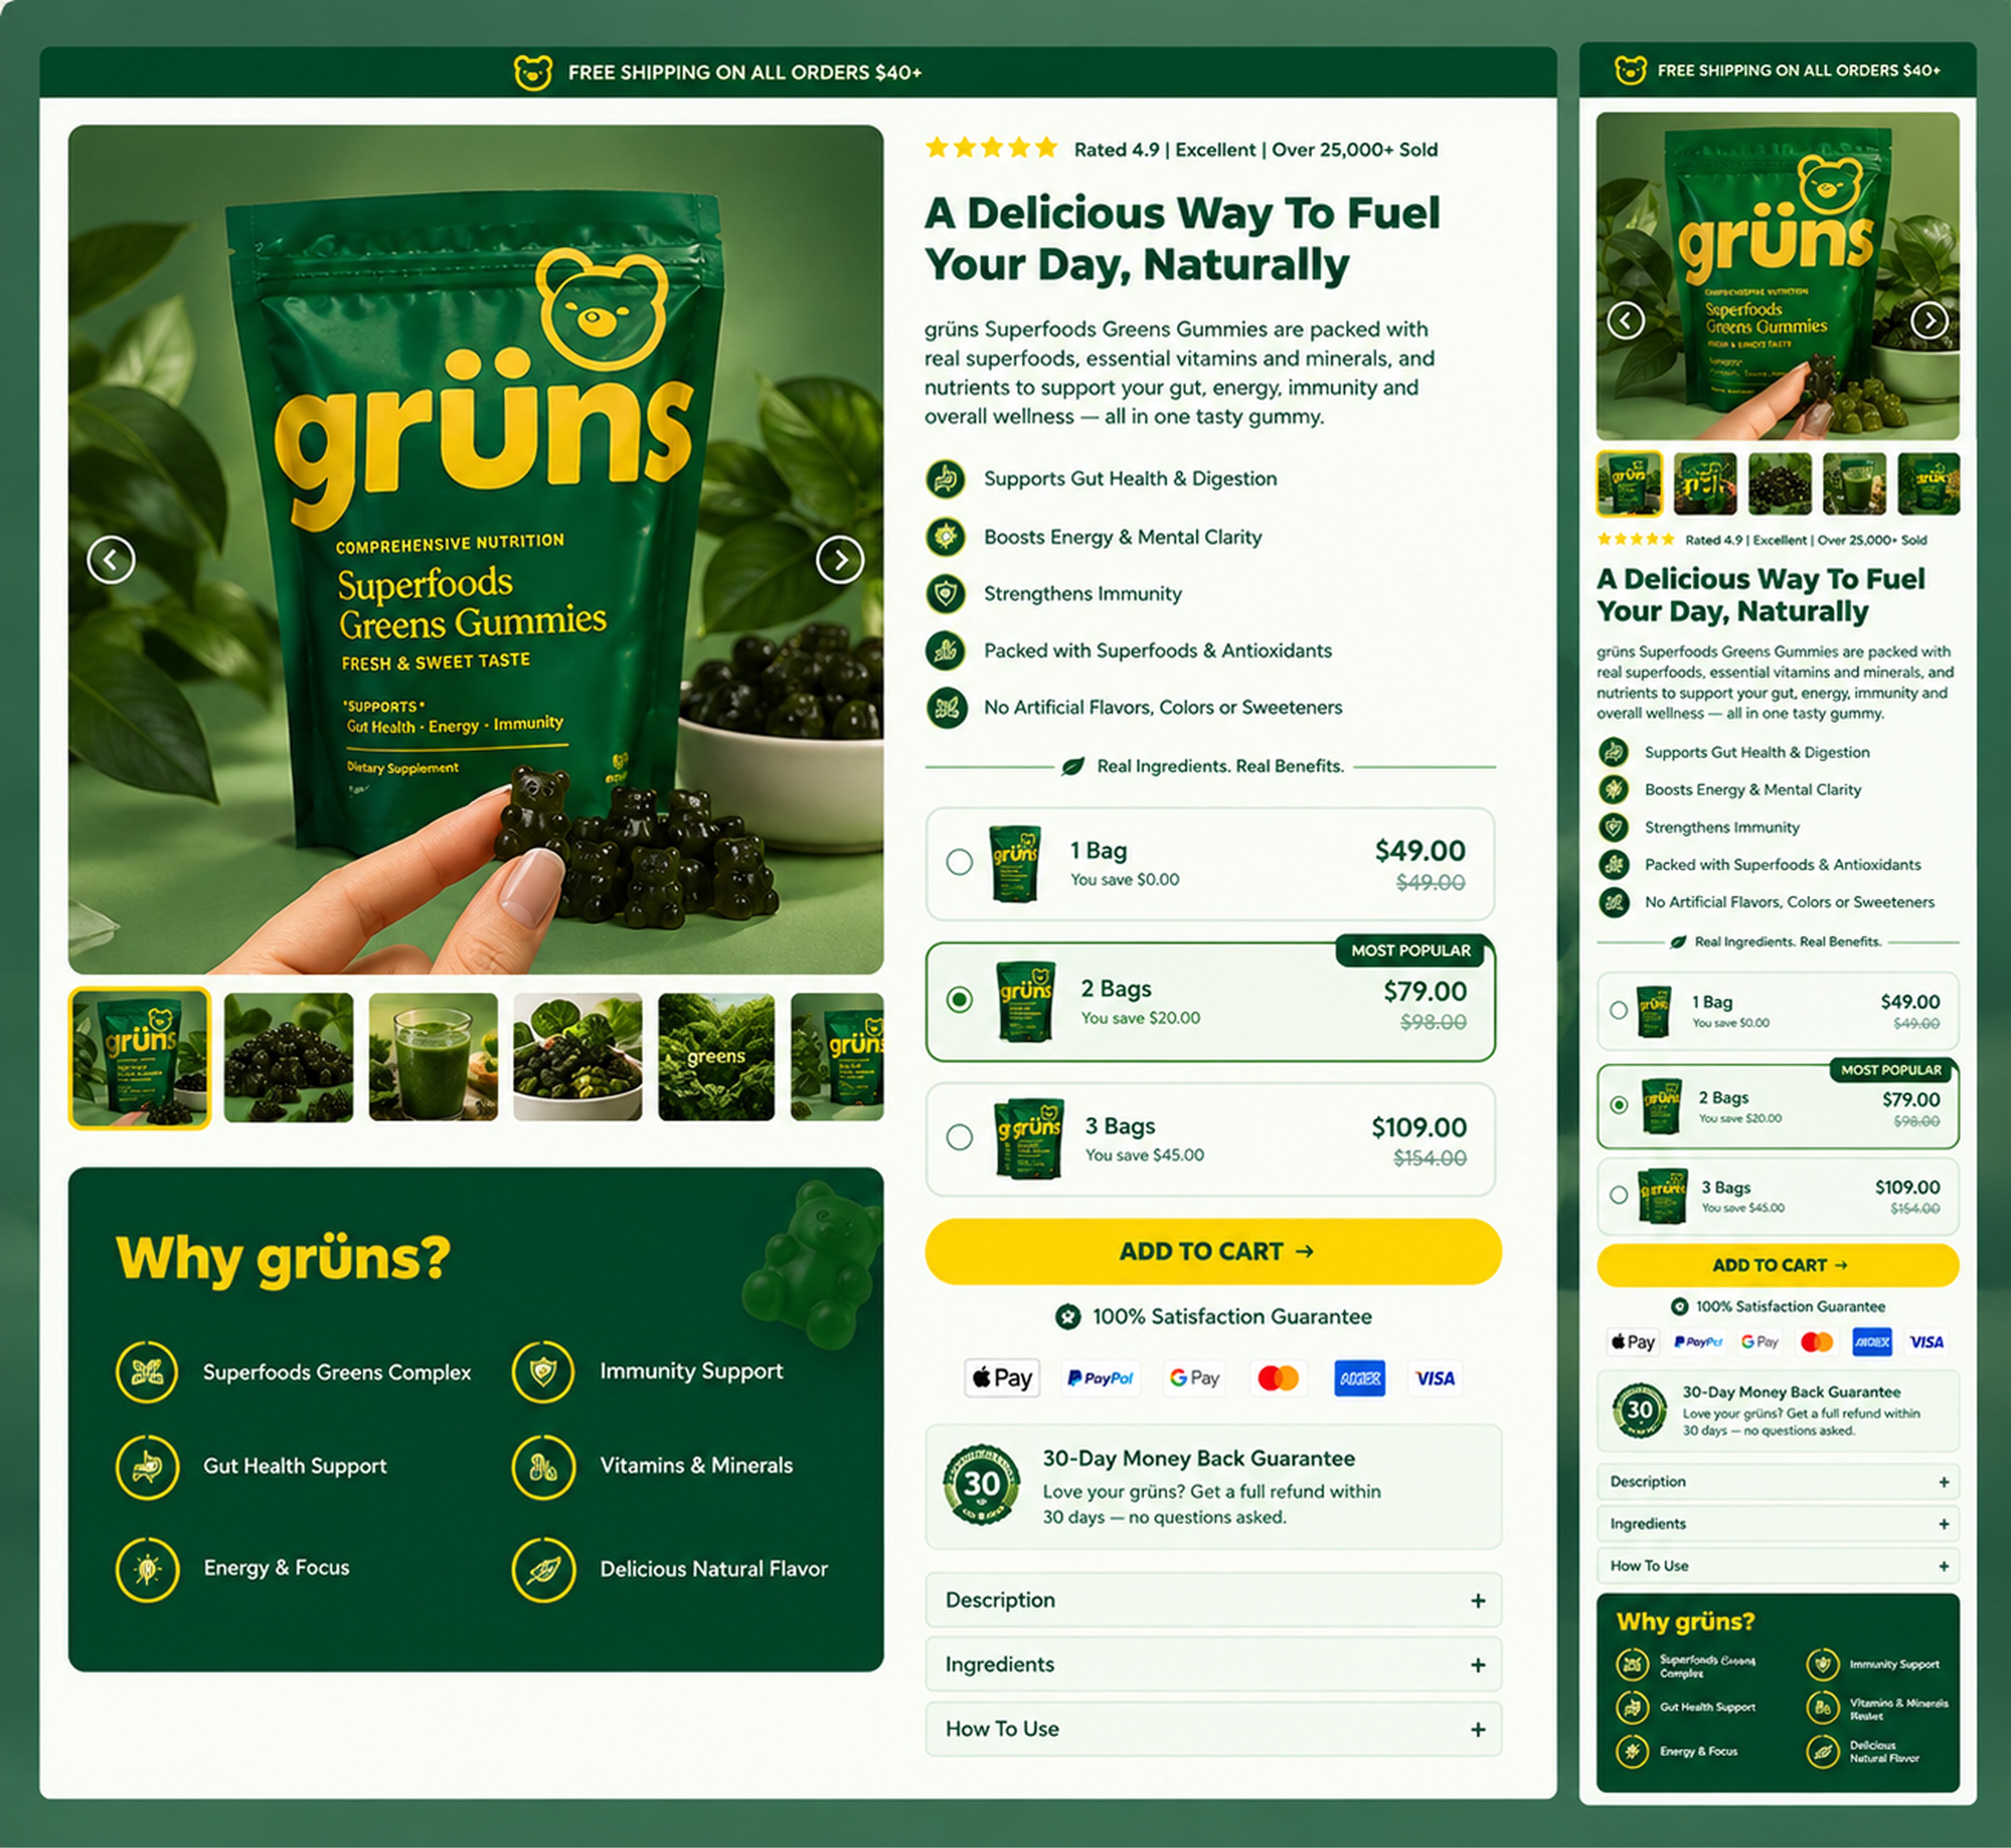 FREE SHIPPING ON ALL ORDERS $40+
grüns
COMPREHENSIVE NUTRITION
Superfoods
Greens Gummies
FRESH & SWEET TASTE
*SUPPORTS*
Gut Health - Energy - Immunity
Dietary Supplement
grüns
greens
grüns
Why grüns?
Superfoods Greens Complex
Immunity Support
Gut Health Support
Vitamins & Minerals
Energy & Focus
Delicious Natural Flavor
Rated 4.9 | Excellent | Over 25,000+ Sold
A Delicious Way To Fuel
Your Day, Naturally
grüns Superfoods Greens Gummies are packed with
real superfoods, essential vitamins and minerals, and
nutrients to support your gut, energy, immunity and
overall wellness — all in one tasty gummy.
Supports Gut Health & Digestion
Boosts Energy & Mental Clarity
Strengthens Immunity
Packed with Superfoods & Antioxidants
No Artificial Flavors, Colors or Sweeteners
Real Ingredients. Real Benefits.
grüns
1 Bag
$49.00
You save $0.00
$49.00
MOST POPULAR
grüns
2 Bags
$79.00
You save $20.00
$98.00
grüns
3 Bags
$109.00
You save $45.00
$154.00
ADD TO CART →
100% Satisfaction Guarantee
Pay
PayPal
G Pay
VISA
30
30-Day Money Back Guarantee
Love your grüns? Get a full refund within
30 days — no questions asked.
Description +
Ingredients +
How To Use +
FREE SHIPPING ON ALL ORDERS $40+
grüns
Superfoods
Greens Gummies
Rated 4.9 | Excellent | Over 25,000+ Sold
A Delicious Way To Fuel
Your Day, Naturally
grüns Superfoods Greens Gummies are packed with
real superfoods, essential vitamins and minerals, and
nutrients to support your gut, energy, immunity and
overall wellness — all in one tasty gummy.
Supports Gut Health & Digestion
Boosts Energy & Mental Clarity
Strengthens Immunity
Packed with Superfoods & Antioxidants
No Artificial Flavors, Colors or Sweeteners
Real Ingredients. Real Benefits.
1 Bag
$49.00
You save $0.00
$49.00
MOST POPULAR
2 Bags
$79.00
You save $20.00
$98.00
3 Bags
$109.00
You save $45.00
$154.00
ADD TO CART →
100% Satisfaction Guarantee
Pay
PayPal
G Pay
VISA
30
30-Day Money Back Guarantee
Love your grüns? Get a full refund within
30 days — no questions asked.
Description +
Ingredients +
How To Use +
Why grüns?
Complex
Immunity Support
Gut Health Support
Vitamins & Minerals
Energy & Focus
Delicious
Natural Flavor